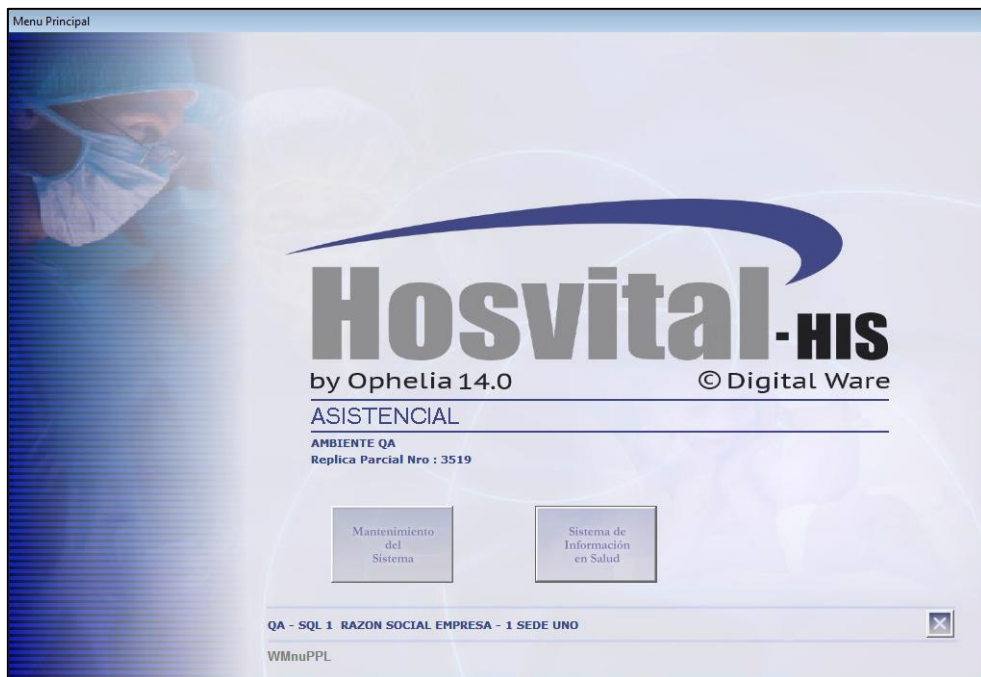 Menu Principal
Hosvital-HIS
by Ophelia 14.0 © Digital Ware
ASISTENCIAL
AMBIENTE QA
Replica Parcial Nro : 3519
Mantenimiento
del
Sistema
Sistema de
Información
en Salud
QA - SQL 1 RAZON SOCIAL EMPRESA - 1 SEDE UNO
WMnuPPL